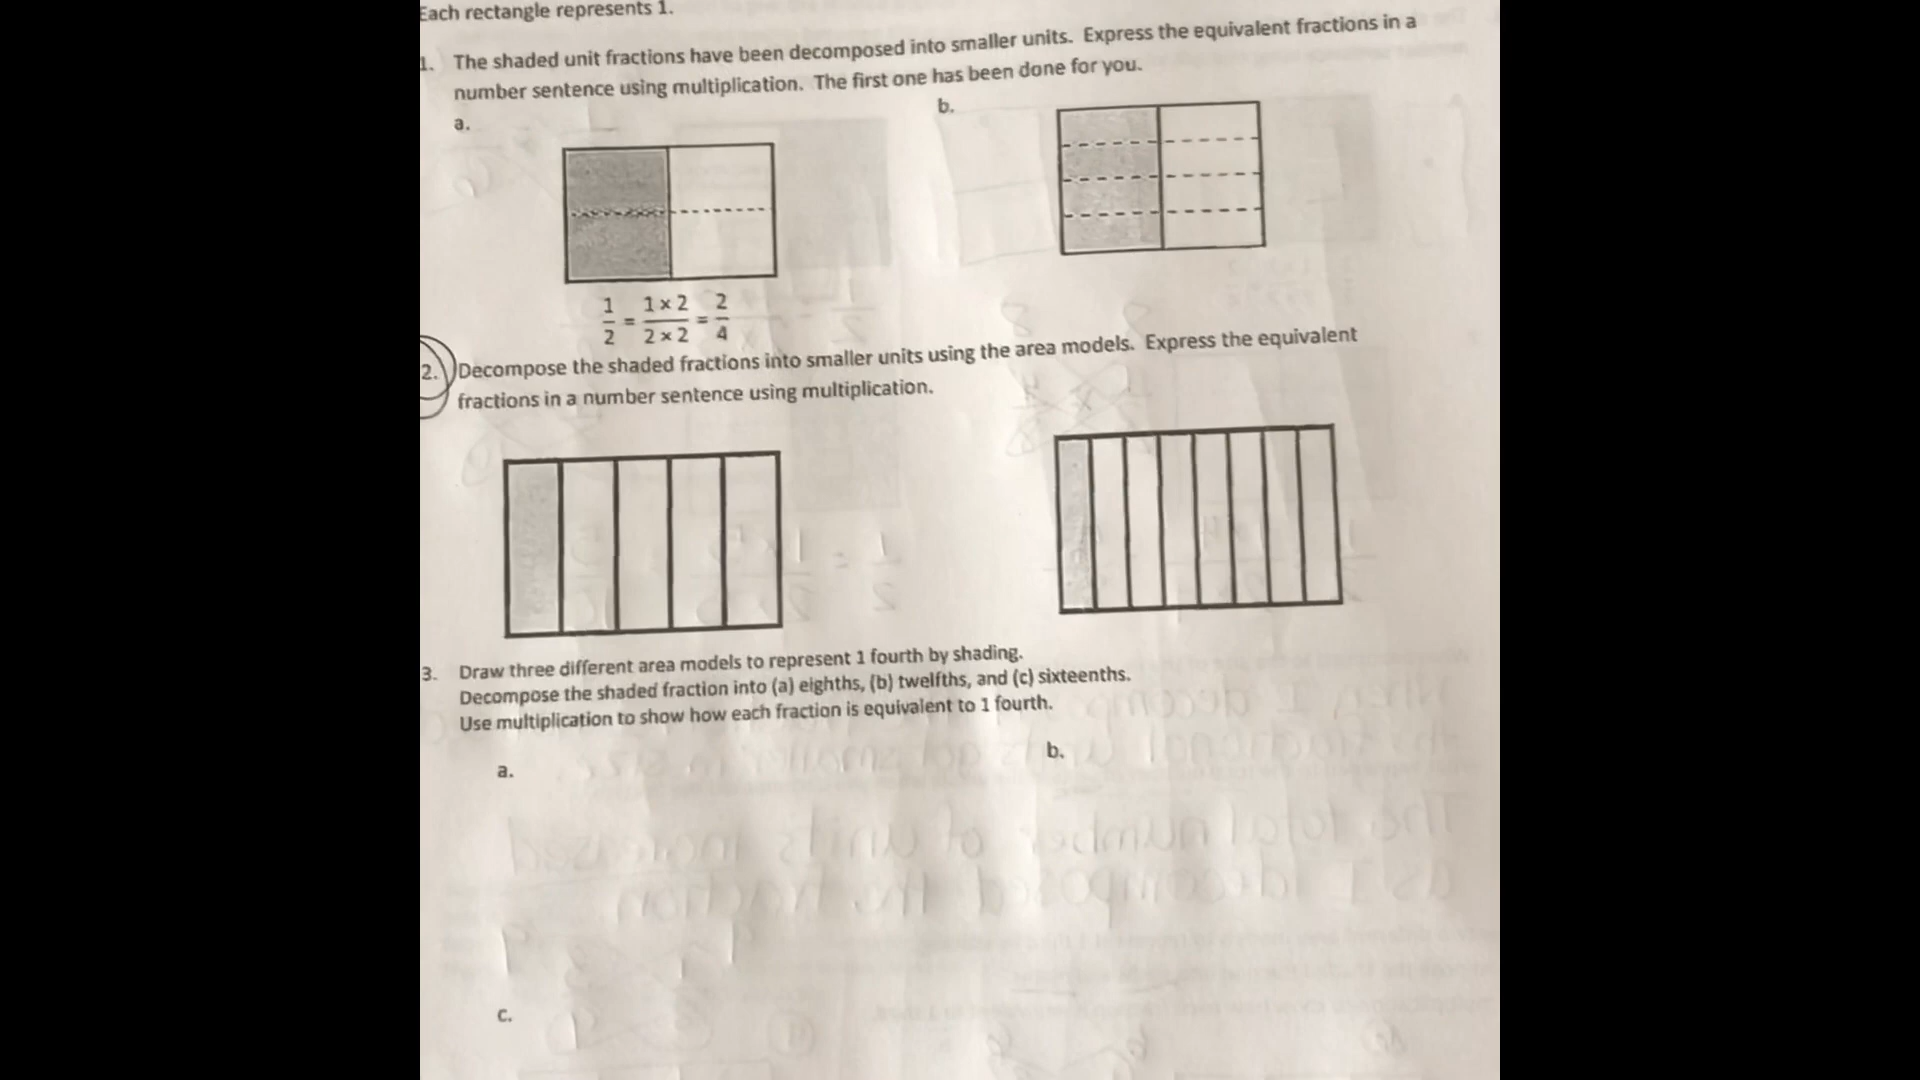 Each rectangle represents 1.
1. The shaded unit fractions have been decomposed into smaller units. Express the equivalent fractions in a
number sentence using multiplication. The first one has been done for you.
a.
b.
1/2 = 1 × 2/2 × 2 = 2/4
2. Decompose the shaded fractions into smaller units using the area models. Express the equivalent
fractions in a number sentence using multiplication.
3. Draw three different area models to represent 1 fourth by shading.
Decompose the shaded fraction into (a) eighths, (b) twelfths, and (c) sixteenths.
Use multiplication to show how each fraction is equivalent to 1 fourth.
a.
b.
c.